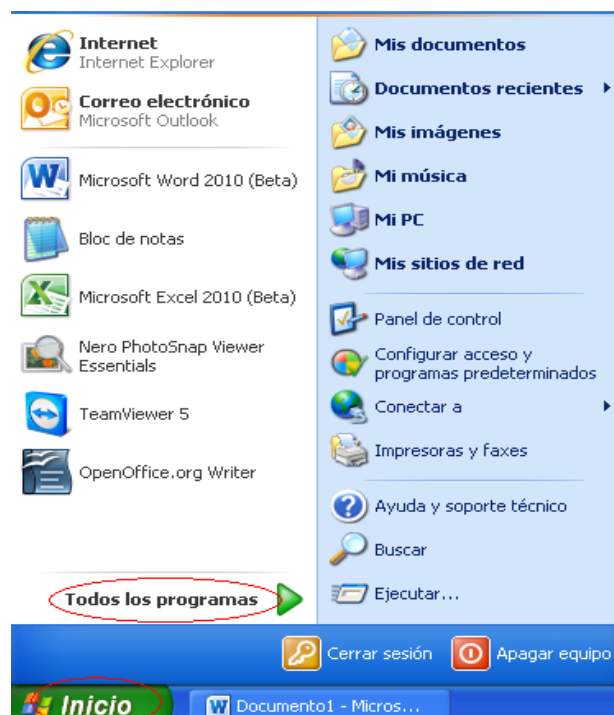 Internet
Internet Explorer
Correo electrónico
Microsoft Outlook
Microsoft Word 2010 (Beta)
Bloc de notas
Microsoft Excel 2010 (Beta)
Nero PhotoSnap Viewer
Essentials
TeamViewer 5
OpenOffice.org Writer
Todos los programas
Mis documentos
Documentos recientes
Mis imágenes
Mi música
Mi PC
Mis sitios de red
Panel de control
Configurar acceso y
programas predeterminados
Conectar a
Impresoras y faxes
Ayuda y soporte técnico
Buscar
Ejecutar...
Cerrar sesión
Apagar equipo
Inicio
Documento1 - Micros...